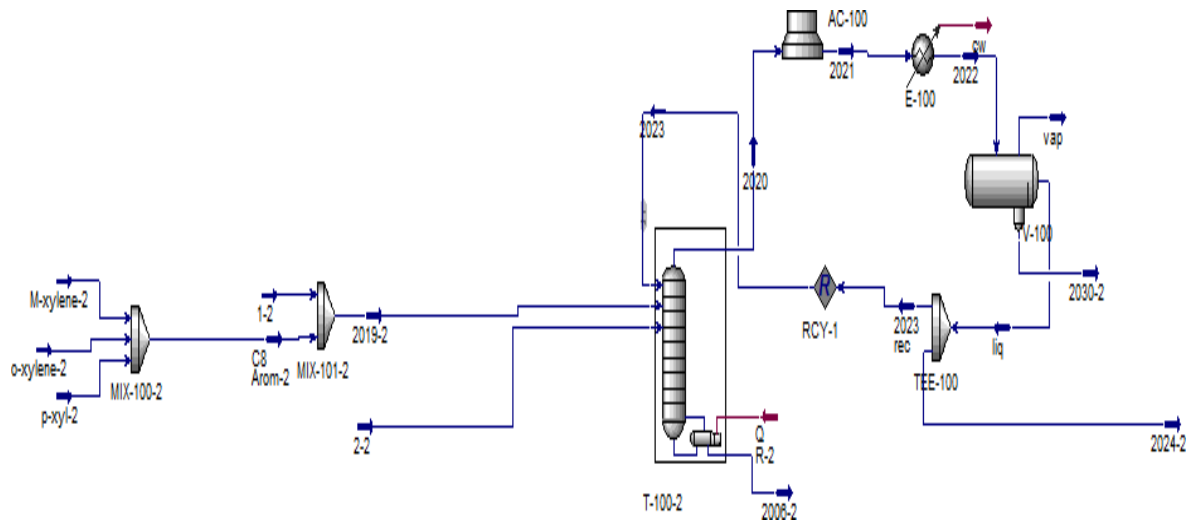 AC-100
2021
cw
2022
E-100
vap
2023
2020
V-100
M-xylene-2
1-2
2019-2
2030-2
RCY-1
2023
rec
liq
o-xylene-2
C8
Arom-2
MIX-101-2
TEE-100
MIX-100-2
p-xyl-2
2-2
Q
R-2
2024-2
T-100-2
2006-2